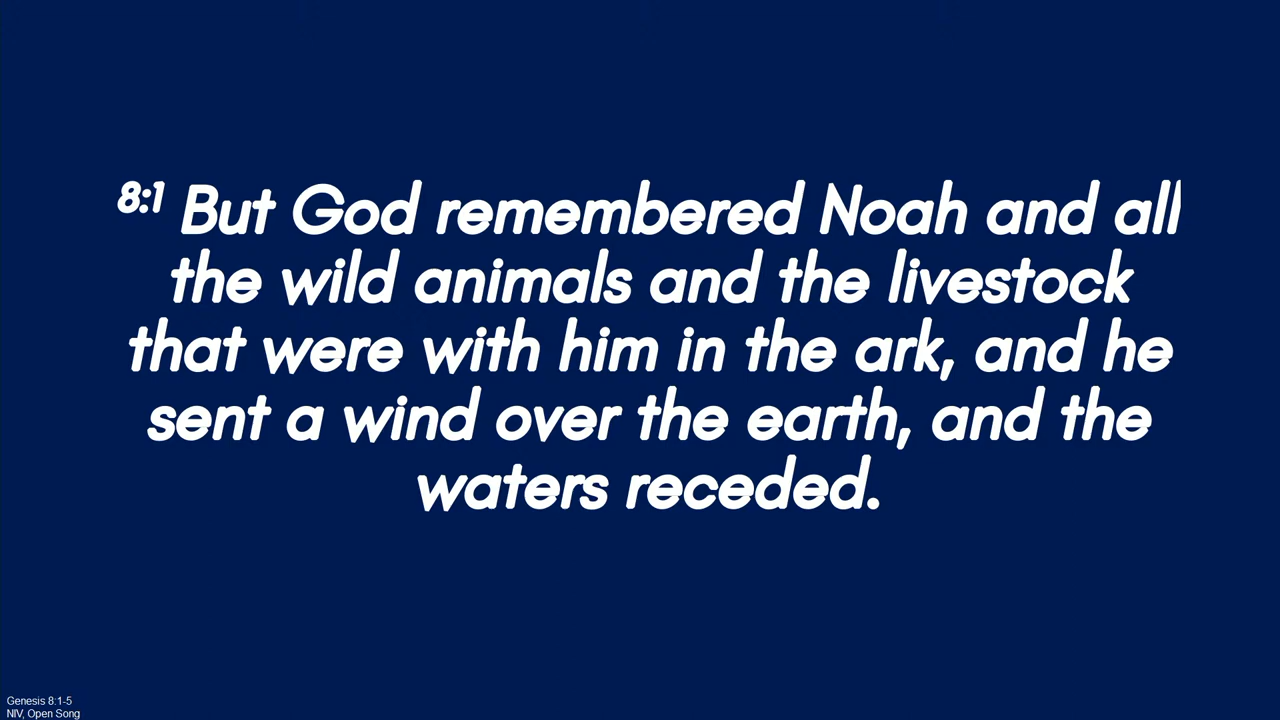 8:1 But God remembered Noah and all
the wild animals and the livestock
that were with him in the ark, and he
sent a wind over the earth, and the
waters receded.
Genesis 8:1-5
NIV, Open Song